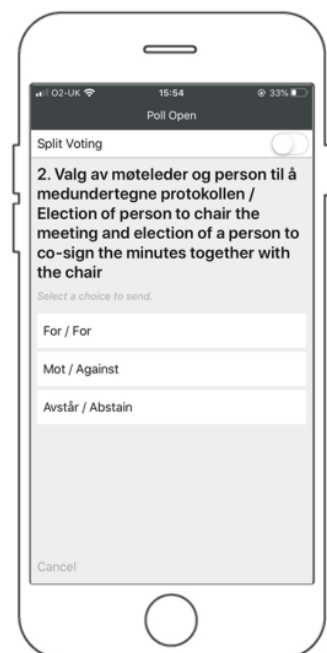 O2-UK 15:54 33%
Poll Open
Split Voting
2. Valg av møteleder og person til å
medundertegne protokollen /
Election of person to chair the
meeting and election of a person to
co-sign the minutes together with
the chair
Select a choice to send.
For / For
Mot / Against
Avstår / Abstain
Cancel